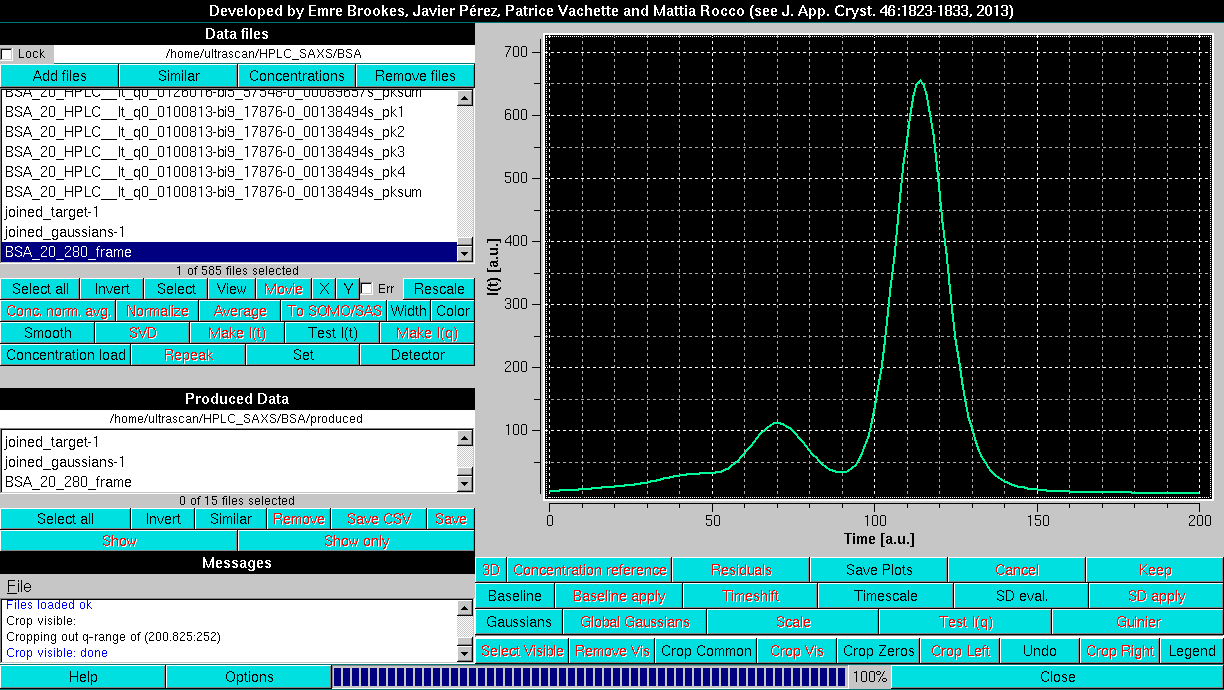 Developed by Emre Brookes, Javier Pérez, Patrice Vachette and Mattia Rocco (see J. App. Cryst. 46:1823-1833, 2013)
Data files
Lock /home/ultrascan/HPLC_SAXS/BSA
Add files Similar Concentrations Remove files
BSA_20_HPLC__lt_q0_0126016-bi5_57548-0_00089657s_pksum
BSA_20_HPLC__lt_q0_0100813-bi9_17876-0_00138494s_pk1
BSA_20_HPLC__lt_q0_0100813-bi9_17876-0_00138494s_pk2
BSA_20_HPLC__lt_q0_0100813-bi9_17876-0_00138494s_pk3
BSA_20_HPLC__lt_q0_0100813-bi9_17876-0_00138494s_pk4
BSA_20_HPLC__lt_q0_0100813-bi9_17876-0_00138494s_pksum
joined_target-1
joined_gaussians-1
BSA_20_280_frame
1 of 585 files selected
Select all Invert Select View Movie X Y Err Rescale
Conc. norm. avg. Normalize Average To SOMO/SAS Width Color
Smooth SVD Make I(t) Test I(t) Make I(q)
Concentration load Repeak Set Detector
Produced Data
/home/ultrascan/HPLC_SAXS/BSA/produced
joined_target-1
joined_gaussians-1
BSA_20_280_frame
0 of 15 files selected
Select all Invert Similar Remove Save CSV Save
Show Show only
Messages
File
Files loaded ok
Crop visible:
Cropping out q-range of (200.825:252)
Crop visible: done
Help Options 100% Close
700
600
500
400
300
200
100
I(t) [a.u.]
0 50 100 150 200
Time [a.u.]
3D Concentration reference Residuals Save Plots Cancel Keep
Baseline Baseline apply Timeshift Timescale SD eval. SD apply
Gaussians Global Gaussians Scale Test I(q) Guinier
Select Visible Remove Vis Crop Common Crop Vis Crop Zeros Crop Left Undo Crop Right Legend